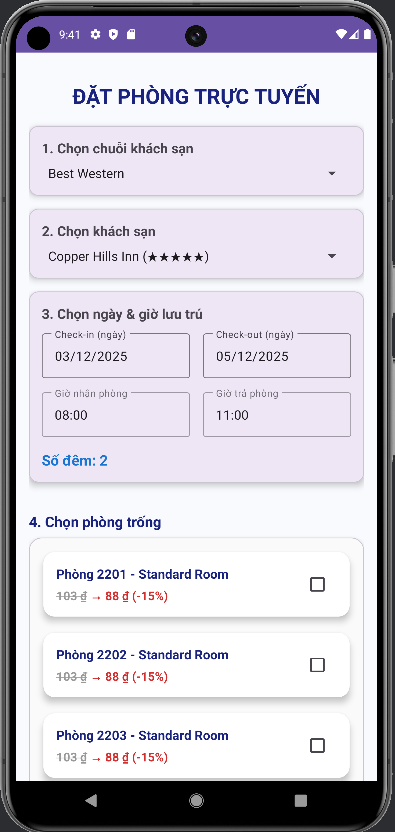 9:41
ĐẶT PHÒNG TRỰC TUYẾN
1. Chọn chuỗi khách sạn
Best Western
2. Chọn khách sạn
Copper Hills Inn (★★★★★)
3. Chọn ngày & giờ lưu trú
Check-in (ngày)
Check-out (ngày)
03/12/2025
05/12/2025
Giờ nhận phòng
Giờ trả phòng
08:00
11:00
Số đêm: 2
4. Chọn phòng trống
Phòng 2201 - Standard Room
103 ₫ → 88 ₫ (-15%)
Phòng 2202 - Standard Room
103 ₫ → 88 ₫ (-15%)
Phòng 2203 - Standard Room
103 ₫ → 88 ₫ (-15%)